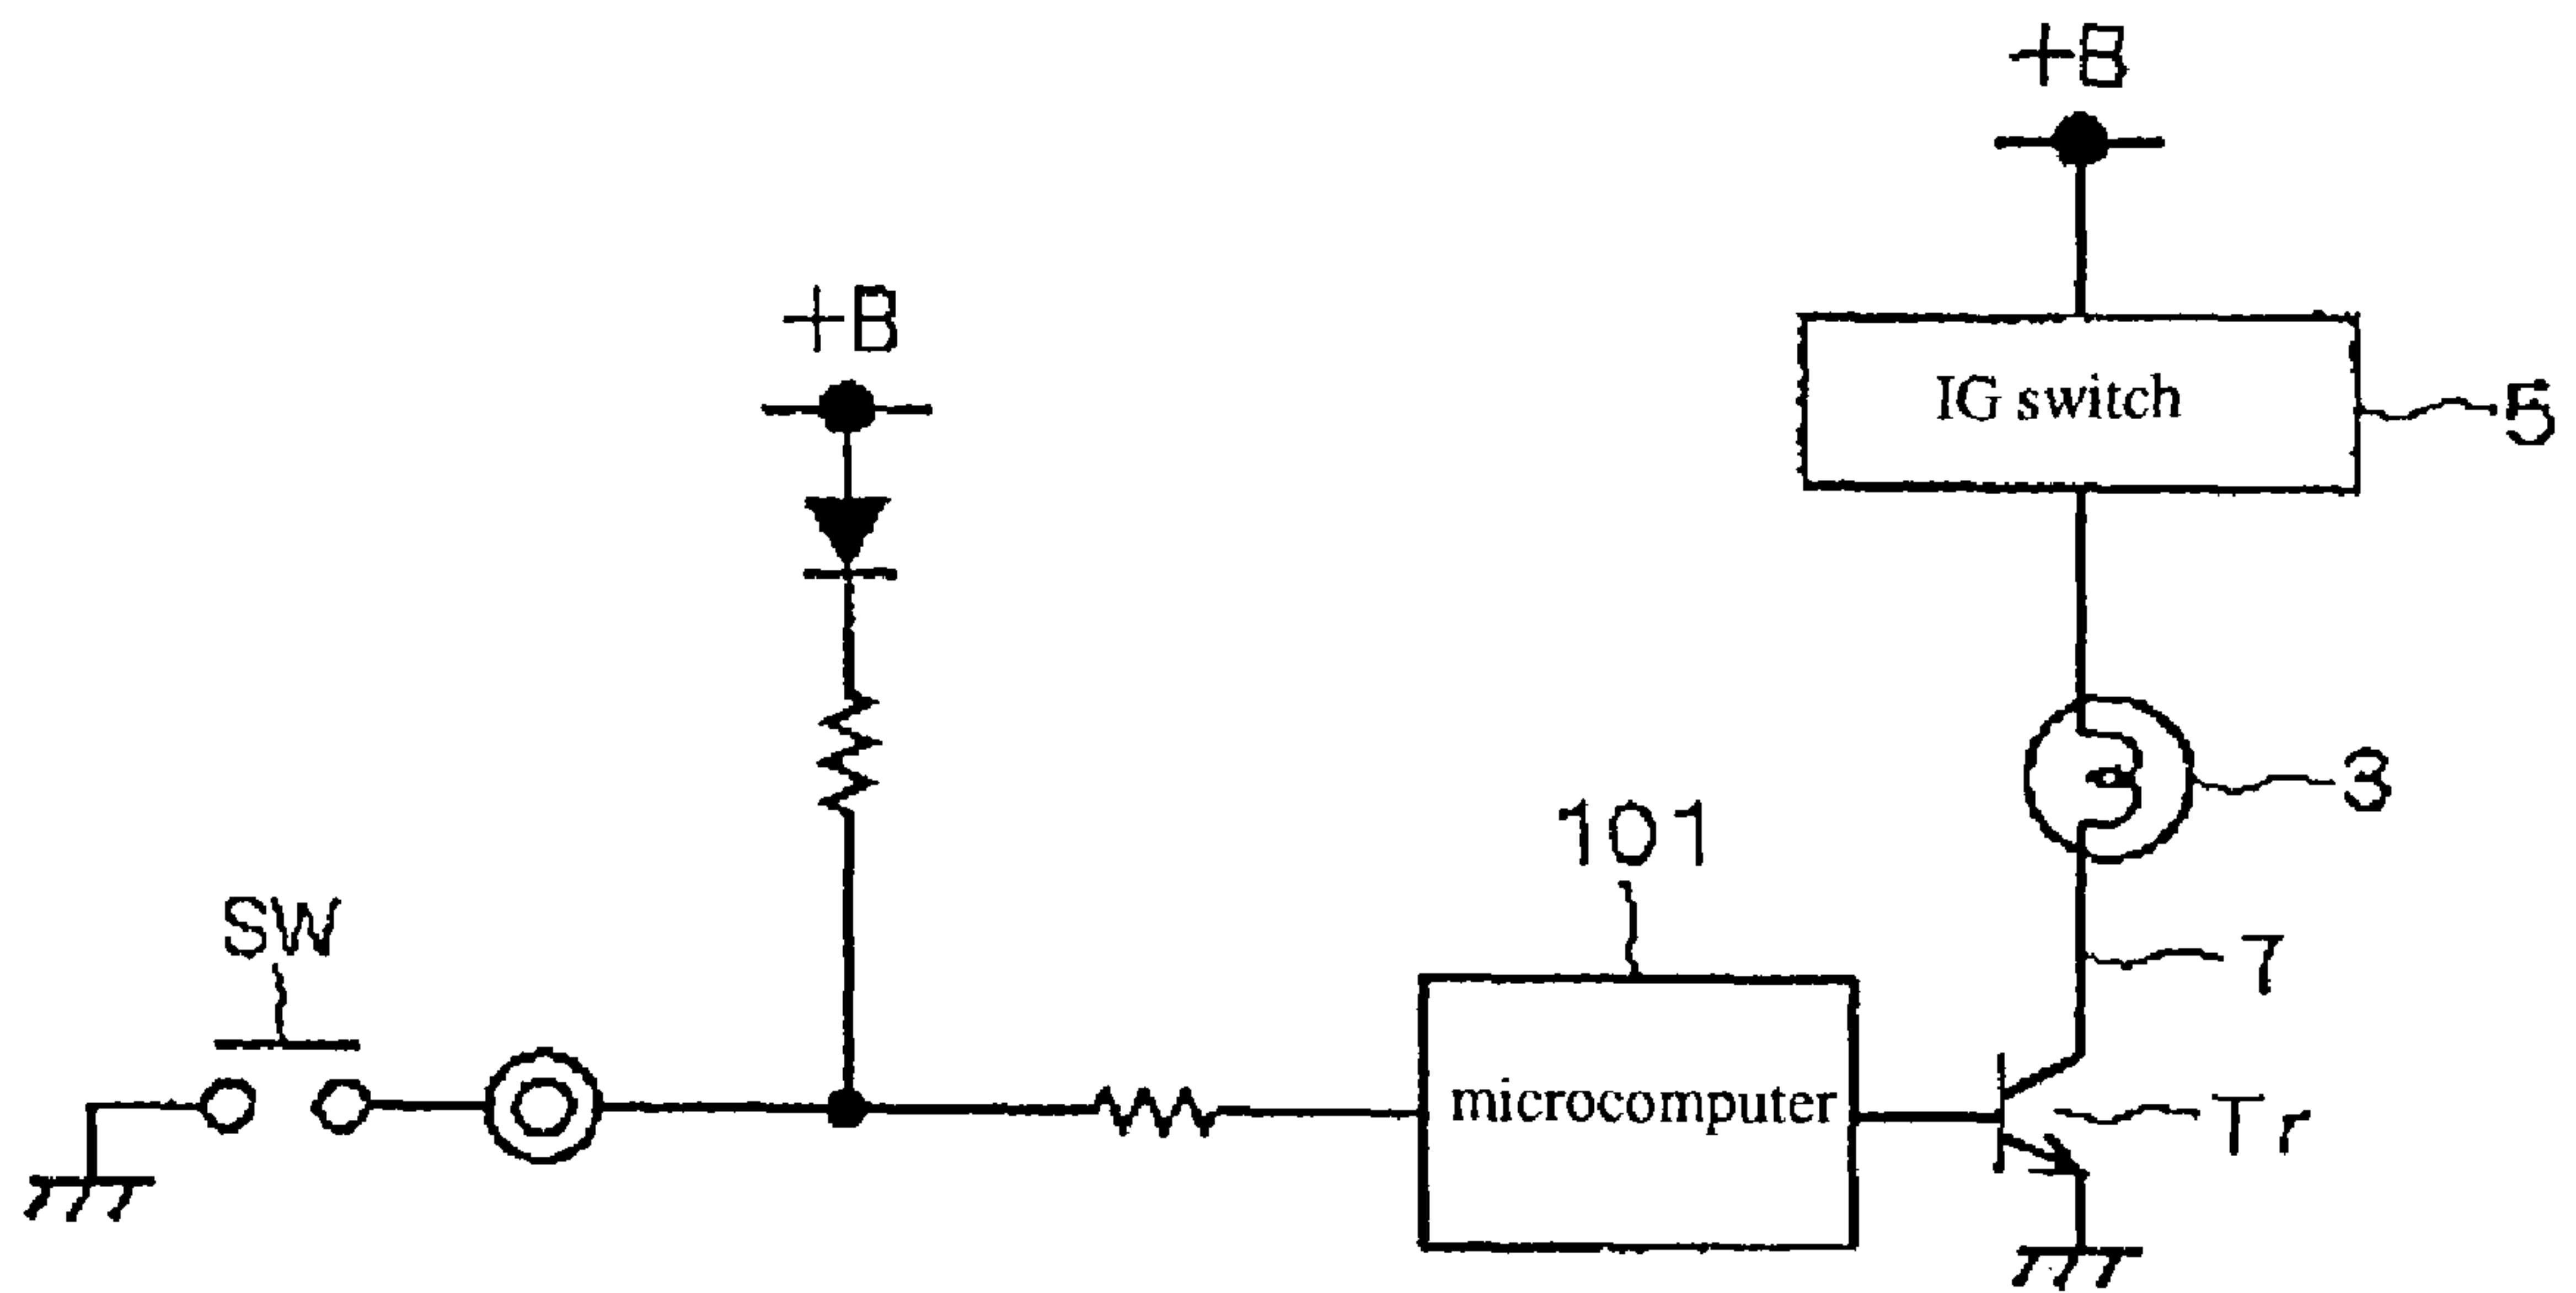 +B
+B
IG switch
5
3
101
SW
7
microcomputer
Tr